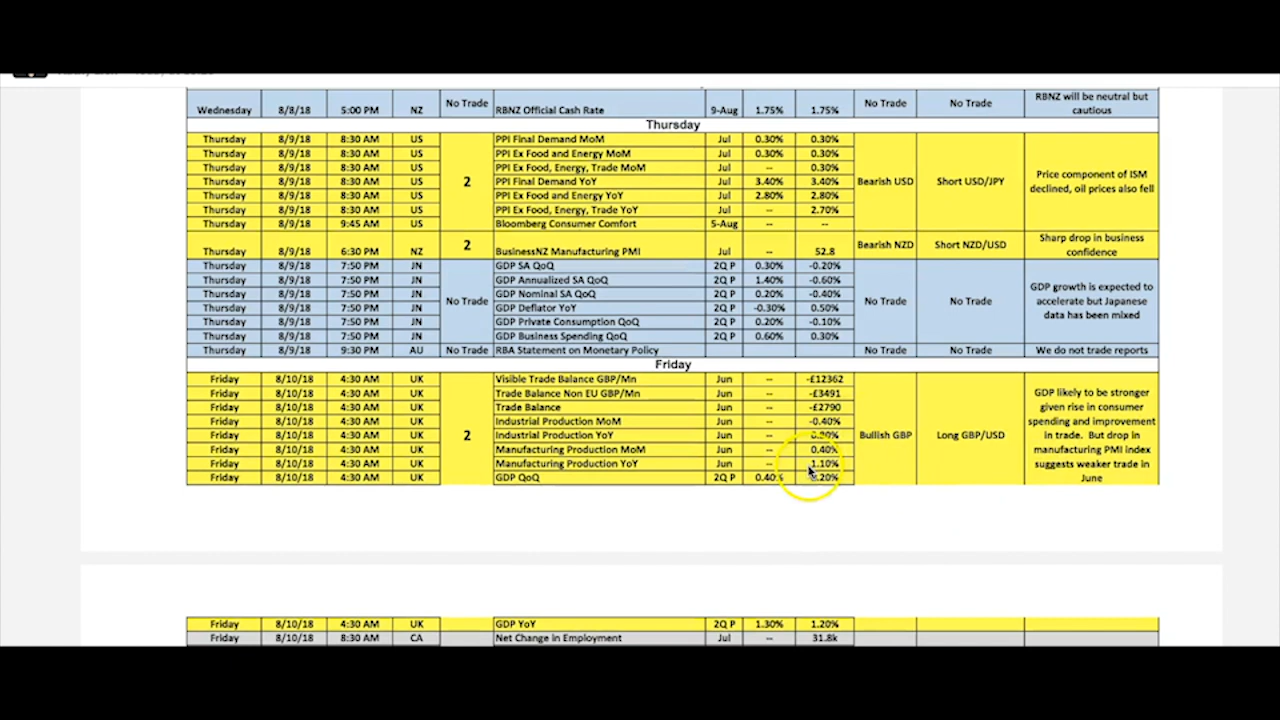 RBNZ will be neutral but
Wednesday 8/8/18 5:00 PM NZ No Trade RBNZ Official Cash Rate 9-Aug 1.75% 1.75% No Trade No Trade cautious
Thursday
Thursday 8/9/18 8:30 AM US PPI Final Demand MoM Jul 0.30% 0.30%
Thursday 8/9/18 8:30 AM US PPI Ex Food and Energy MoM Jul 0.30% 0.30%
Thursday 8/9/18 8:30 AM US PPI Ex Food, Energy, Trade MoM Jul -- 0.30% Price component of ISM
Thursday 8/9/18 8:30 AM US 2 PPI Final Demand YoY Jul 3.40% 3.40% Bearish USD Short USD/JPY declined, oil prices also fell
Thursday 8/9/18 8:30 AM US PPI Ex Food and Energy YoY Jul 2.80% 2.80%
Thursday 8/9/18 8:30 AM US PPI Ex Food, Energy, Trade YoY Jul -- 2.70%
Thursday 8/9/18 9:45 AM US Bloomberg Consumer Comfort 5-Aug -- --
Sharp drop in business
Thursday 8/9/18 6:30 PM NZ 2 BusinessNZ Manufacturing PMI Jul -- 52.8 Bearish NZD Short NZD/USD confidence
Thursday 8/9/18 7:50 PM JN GDP SA QoQ 2Q P 0.30% -0.20%
Thursday 8/9/18 7:50 PM JN GDP Annualized SA QoQ 2Q P 1.40% -0.60% GDP growth is expected to
Thursday 8/9/18 7:50 PM JN No Trade GDP Nominal SA QoQ 2Q P 0.20% -0.40% No Trade No Trade accelerate but Japanese
Thursday 8/9/18 7:50 PM JN GDP Deflator YoY 2Q P -0.30% 0.50% data has been mixed
Thursday 8/9/18 7:50 PM JN GDP Private Consumption QoQ 2Q P 0.20% -0.10%
Thursday 8/9/18 7:50 PM JN GDP Business Spending QoQ 2Q P 0.60% 0.30%
Thursday 8/9/18 9:30 PM AU No Trade RBA Statement on Monetary Policy No Trade No Trade We do not trade reports
Friday
Friday 8/10/18 4:30 AM UK Visible Trade Balance GBP/Mn Jun -- -£12362
Friday 8/10/18 4:30 AM UK Trade Balance Non EU GBP/Mn Jun -- -£3491 GDP likely to be stronger
Friday 8/10/18 4:30 AM UK Trade Balance Jun -- -£2790 given rise in consumer
Friday 8/10/18 4:30 AM UK Industrial Production MoM Jun -- -0.40% spending and improvement
Friday 8/10/18 4:30 AM UK 2 Industrial Production YoY Jun -- Bullish GBP Long GBP/USD in trade. But drop in
Friday 8/10/18 4:30 AM UK Manufacturing Production MoM Jun -- 0.40% manufacturing PMI index
Friday 8/10/18 4:30 AM UK Manufacturing Production YoY Jun -- 1.10% suggests weaker trade in
Friday 8/10/18 4:30 AM UK GDP QoQ 2Q P 0.40% June
Friday 8/10/18 4:30 AM UK GDP YoY 2Q P 1.30% 1.20%
Friday 8/10/18 8:30 AM CA Net Change in Employment Jul -- 31.8k